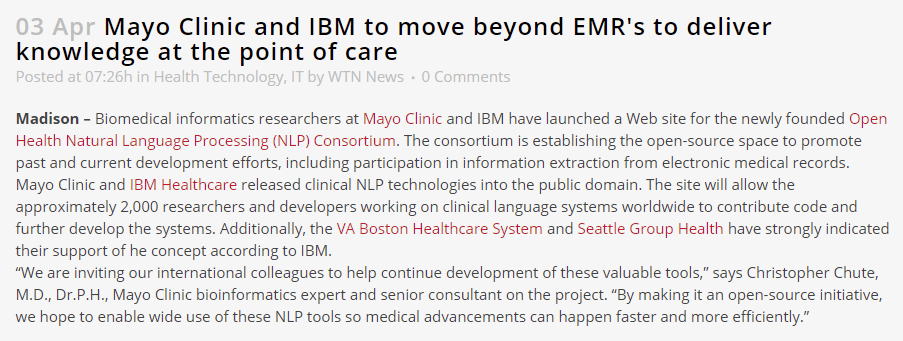 03 Apr Mayo Clinic and IBM to move beyond EMR's to deliver
knowledge at the point of care
Posted at 07:26h in Health Technology, IT by WTN News • 0 Comments
Madison – Biomedical informatics researchers at Mayo Clinic and IBM have launched a Web site for the newly founded Open
Health Natural Language Processing (NLP) Consortium. The consortium is establishing the open-source space to promote
past and current development efforts, including participation in information extraction from electronic medical records.
Mayo Clinic and IBM Healthcare released clinical NLP technologies into the public domain. The site will allow the
approximately 2,000 researchers and developers working on clinical language systems worldwide to contribute code and
further develop the systems. Additionally, the VA Boston Healthcare System and Seattle Group Health have strongly indicated
their support of he concept according to IBM.
“We are inviting our international colleagues to help continue development of these valuable tools,” says Christopher Chute,
M.D., Dr.P.H., Mayo Clinic bioinformatics expert and senior consultant on the project. “By making it an open-source initiative,
we hope to enable wide use of these NLP tools so medical advancements can happen faster and more efficiently.”